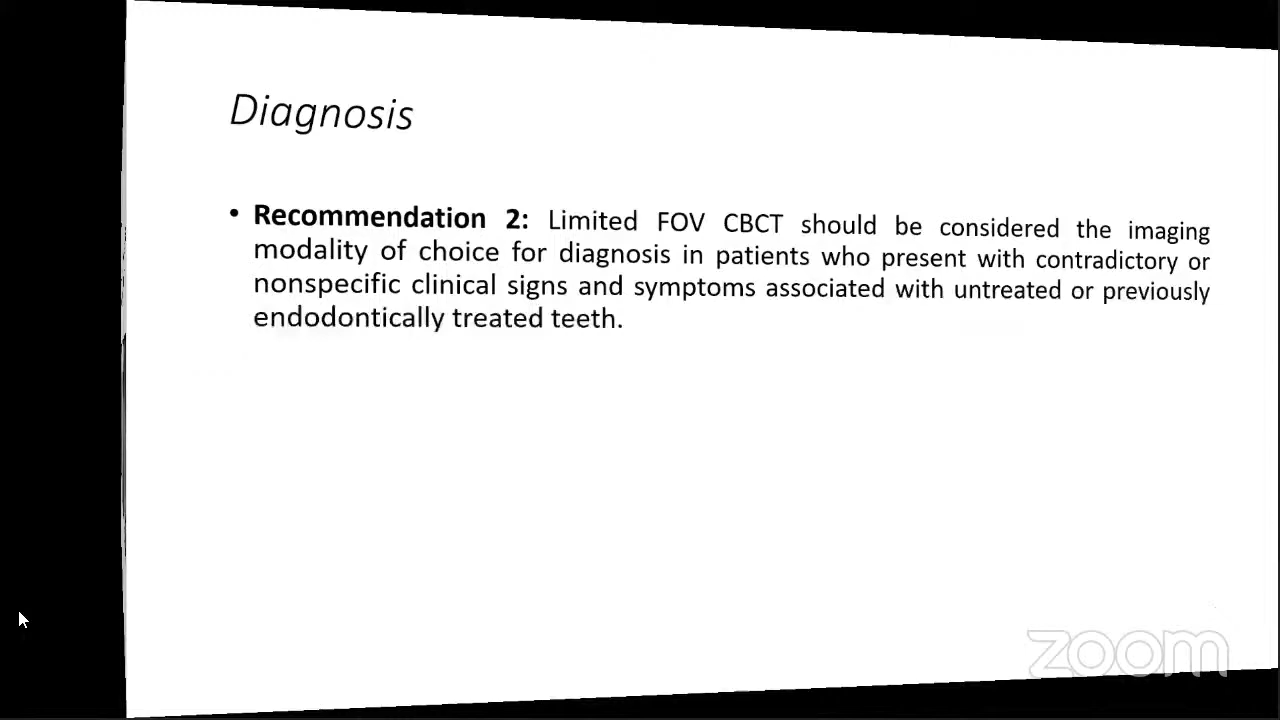 Diagnosis
• Recommendation 2: Limited FOV CBCT should be considered the imaging
modality of choice for diagnosis in patients who present with contradictory or
nonspecific clinical signs and symptoms associated with untreated or previously
endodontically treated teeth.
zoom